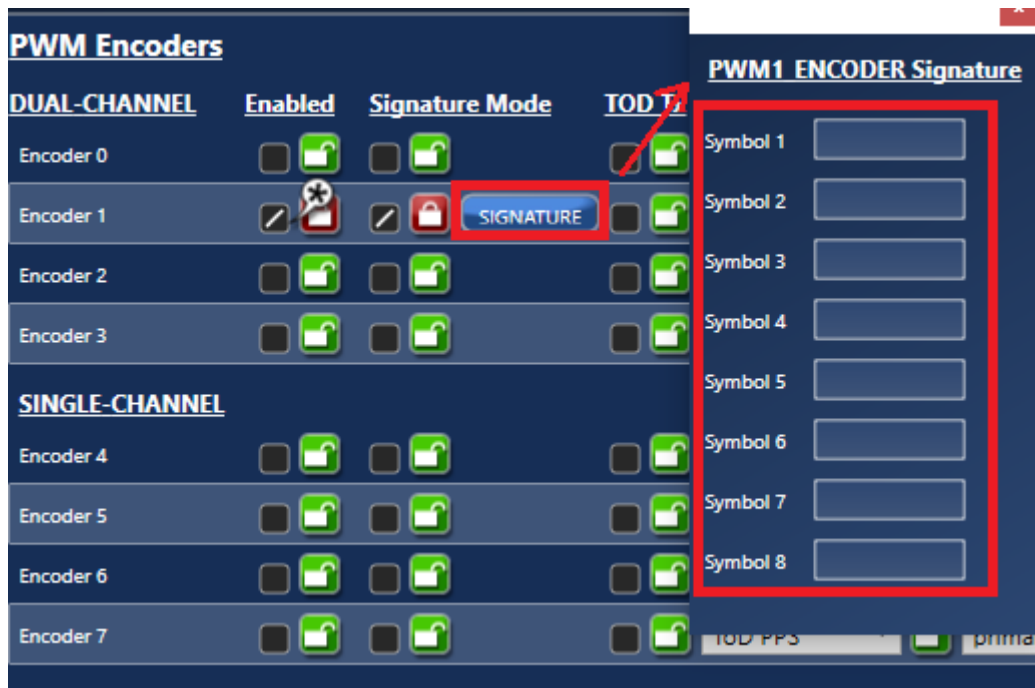 PWM Encoders
DUAL-CHANNEL Enabled Signature Mode TOD
Encoder 0
Encoder 1 SIGNATURE
Encoder 2
Encoder 3
SINGLE-CHANNEL
Encoder 4
Encoder 5
Encoder 6
Encoder 7
PWM1 ENCODER Signature
Symbol 1
Symbol 2
Symbol 3
Symbol 4
Symbol 5
Symbol 6
Symbol 7
Symbol 8